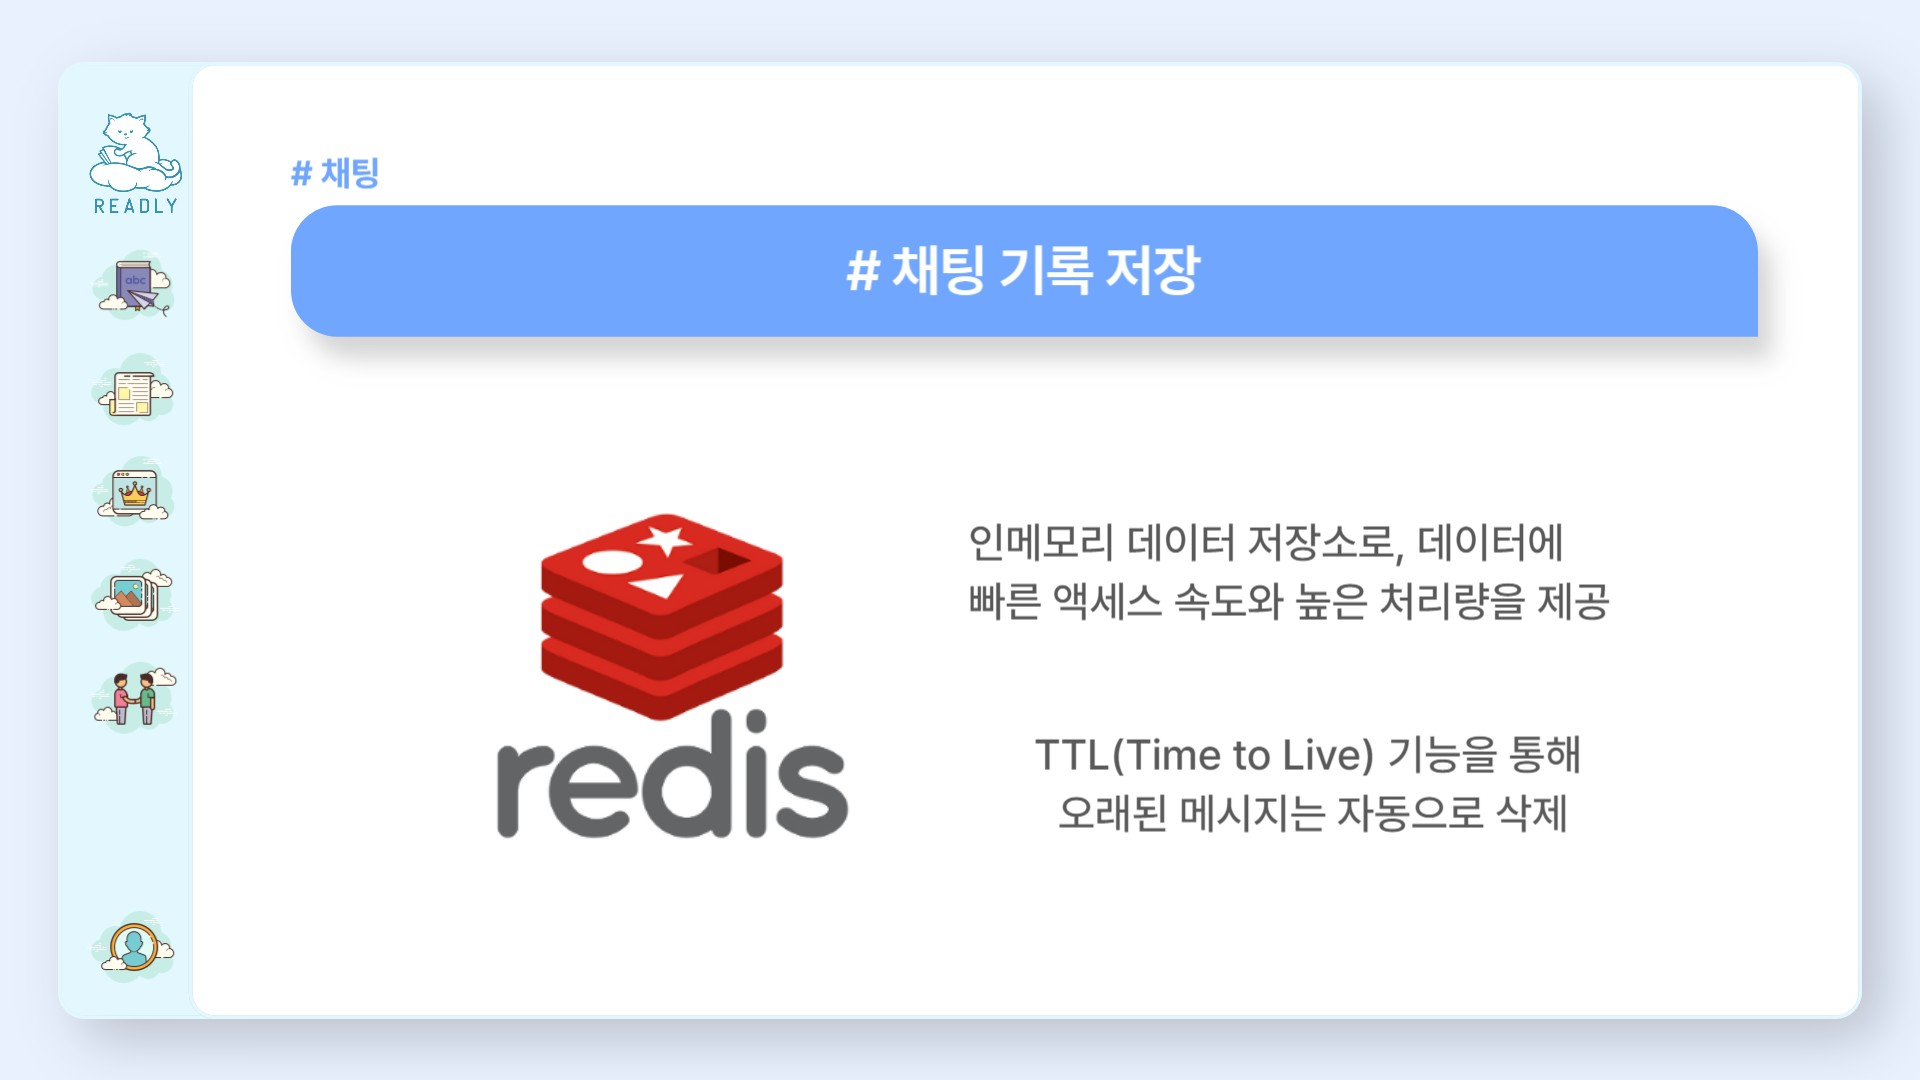 READLY
abc
# 채팅
# 채팅 기록 저장
redis
인메모리 데이터 저장소로, 데이터에
빠른 액세스 속도와 높은 처리량을 제공
TTL(Time to Live) 기능을 통해
오래된 메시지는 자동으로 삭제